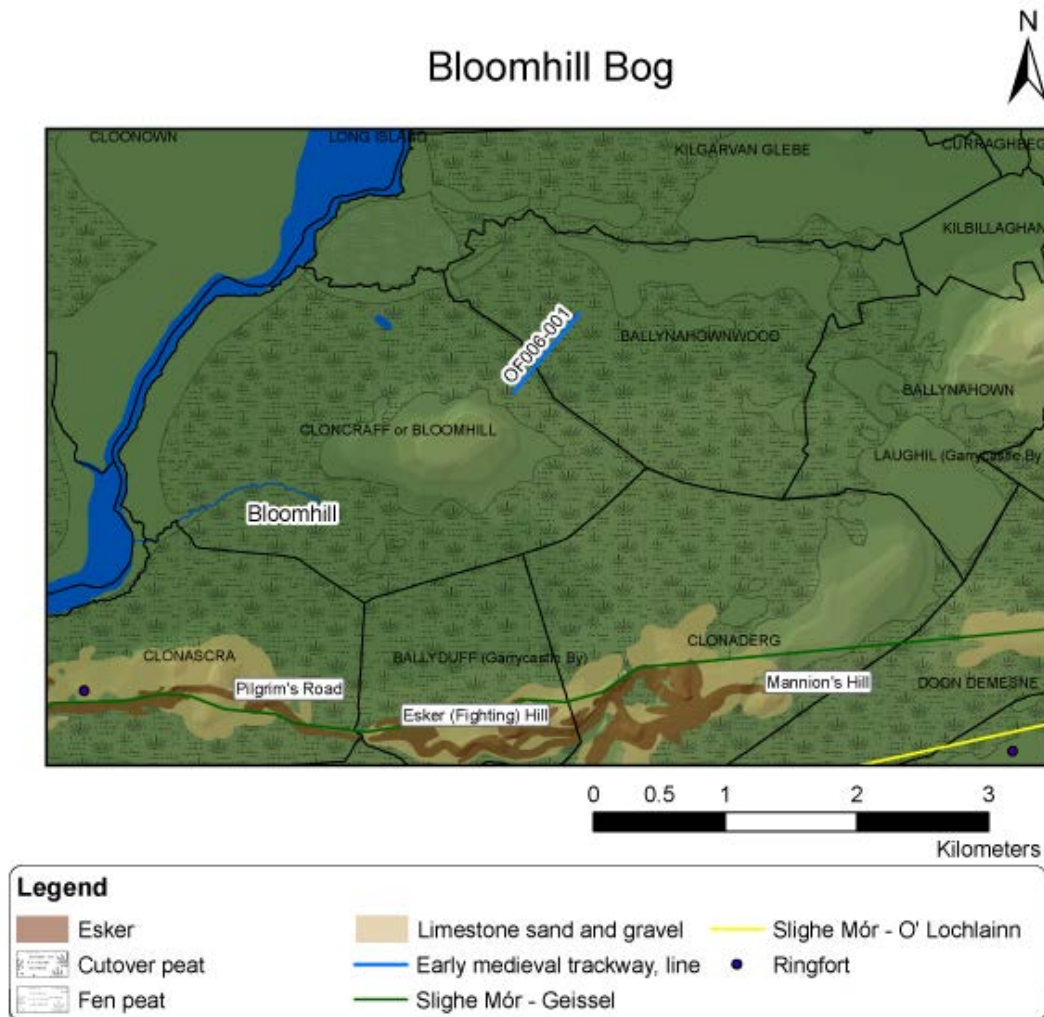 N
Bloomhill Bog
CLOONOWN
LONG ISLAND
KILGARVAN GLEBE
CURRAGHBEG
KILBILLAGHAN
OF006-001
BALLYNAHOWNWOOD
BALLYNAHOWN
CLONCRAFF or BLOOMHILL
LAUGHIL (Garrycastle By
Bloomhill
CLONASCRA
BALLYDUFF (Garrycastle By)
CLONADERG
Pilgrim's Road
Mannion's Hill
DOON DEMESNE
Esker (Fighting) Hill
0 0.5 1 2 3
Kilometers
Legend
Esker
Cutover peat
Fen peat
Limestone sand and gravel
Early medieval trackway, line
Slighe Mór - Geissel
Slighe Mór - O' Lochlainn
Ringfort